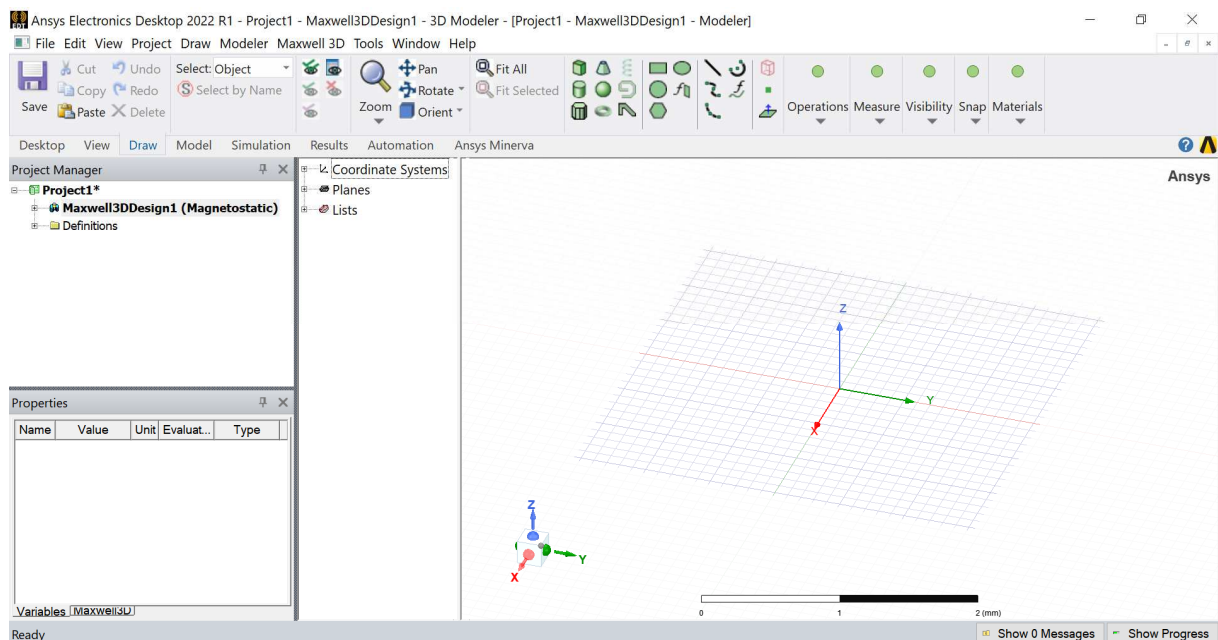 Ansys Electronics Desktop 2022 R1 - Project1 - Maxwell3DDesign1 - 3D Modeler - [Project1 - Maxwell3DDesign1 - Modeler]
File Edit View Project Draw Modeler Maxwell 3D Tools Window Help
Save
Cut
Copy
Paste
Undo
Redo
Delete
Select: Object
Select by Name
Zoom
Pan
Rotate
Orient
Fit All
Fit Selected
Operations Measure Visibility Snap Materials
Desktop View Draw Model Simulation Results Automation Ansys Minerva
Project Manager
Project1*
Maxwell3DDesign1 (Magnetostatic)
Definitions
Coordinate Systems
Planes
Lists
Ansys
Z
Y
X
Properties
Name Value Unit Evaluat... Type
Z
Y
X
0 1 2 (mm)
Variables Maxwell3D
Ready
Show 0 Messages Show Progress